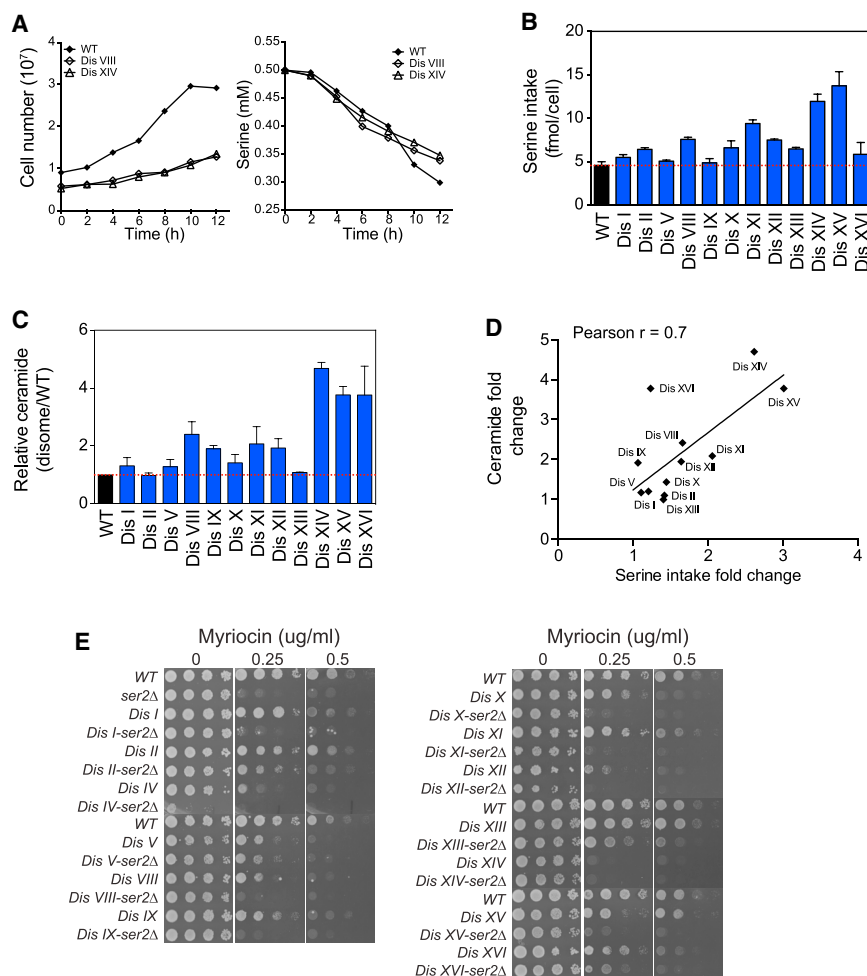 A
WT
Dis VIII
Dis XIV
Cell number (10⁷)
4
3
2
1
0
0 2 4 6 8 10 12
Time (h)
WT
Dis VIII
Dis XIV
Serine (mM)
0.55
0.50
0.45
0.40
0.35
0.30
0.25
0 2 4 6 8 10 12
Time (h)
B
Serine intake
(fmol/cell)
20
15
10
5
0
WT
Dis I
Dis II
Dis V
Dis VIII
Dis IX
Dis X
Dis XI
Dis XII
Dis XIII
Dis XIV
Dis XV
Dis XVI
C
Relative ceramide
(disome/WT)
6
4
2
0
WT
Dis I
Dis II
Dis V
Dis VIII
Dis IX
Dis X
Dis XI
Dis XII
Dis XIII
Dis XIV
Dis XV
Dis XVI
D
Pearson r = 0.7
Ceramide fold
change
5
4
3
2
1
0
Dis XIV
Dis XVI
Dis XV
Dis VIII
Dis XI
Dis IX
Dis XII
Dis V
Dis X
Dis II
Dis I
Dis XIII
0 1 2 3 4
Serine intake fold change
E
Myriocin (ug/ml)
0 0.25 0.5
WT
ser2Δ
Dis I
Dis I-ser2Δ
Dis II
Dis II-ser2Δ
Dis IV
Dis IV-ser2Δ
WT
Dis V
Dis V-ser2Δ
Dis VIII
Dis VIII-ser2Δ
Dis IX
Dis IX-ser2Δ
Myriocin (ug/ml)
0 0.25 0.5
WT
Dis X
Dis X-ser2Δ
Dis XI
Dis XI-ser2Δ
Dis XII
Dis XII-ser2Δ
WT
Dis XIII
Dis XIII-ser2Δ
Dis XIV
Dis XIV-ser2Δ
WT
Dis XV
Dis XV-ser2Δ
Dis XVI
Dis XVI-ser2Δ